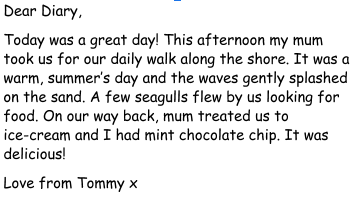 Dear Diary,
Today was a great day! This afternoon my mum
took us for our daily walk along the shore. It was a
warm, summer's day and the waves gently splashed
on the sand. A few seagulls flew by us looking for
food. On our way back, mum treated us to
ice-cream and I had mint chocolate chip. It was
delicious!
Love from Tommy x